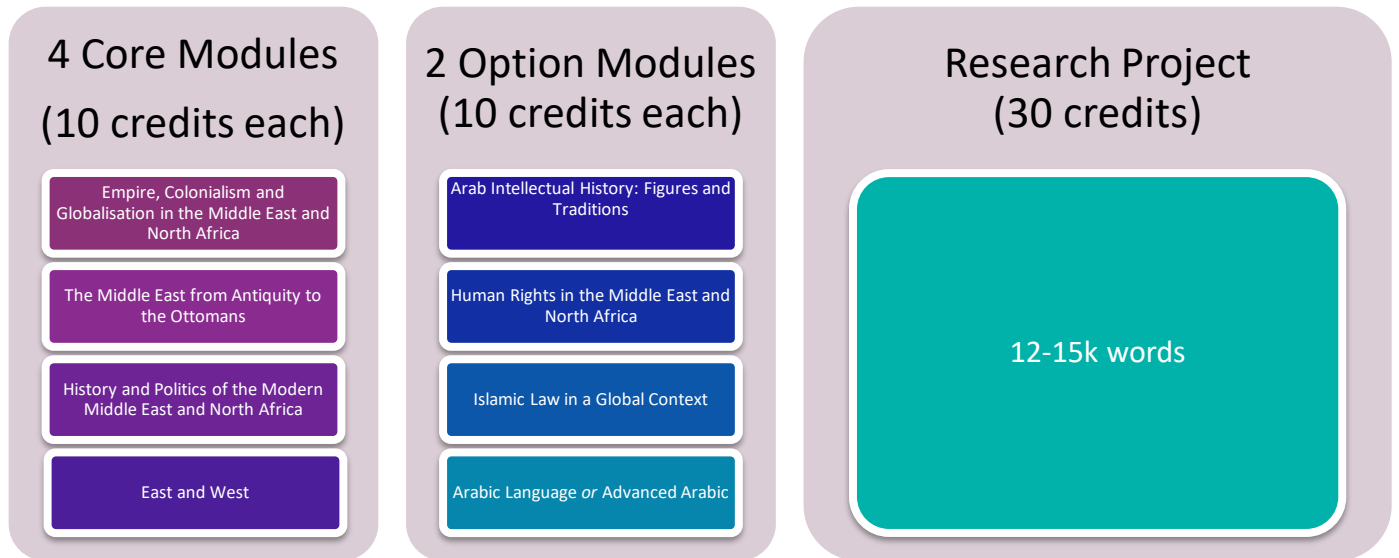 4 Core Modules
(10 credits each)
Empire, Colonialism and
Globalisation in the Middle East and
North Africa
The Middle East from Antiquity to
the Ottomans
History and Politics of the Modern
Middle East and North Africa
East and West
2 Option Modules
(10 credits each)
Arab Intellectual History: Figures and
Traditions
Human Rights in the Middle East and
North Africa
Islamic Law in a Global Context
Arabic Language or Advanced Arabic
Research Project
(30 credits)
12-15k words